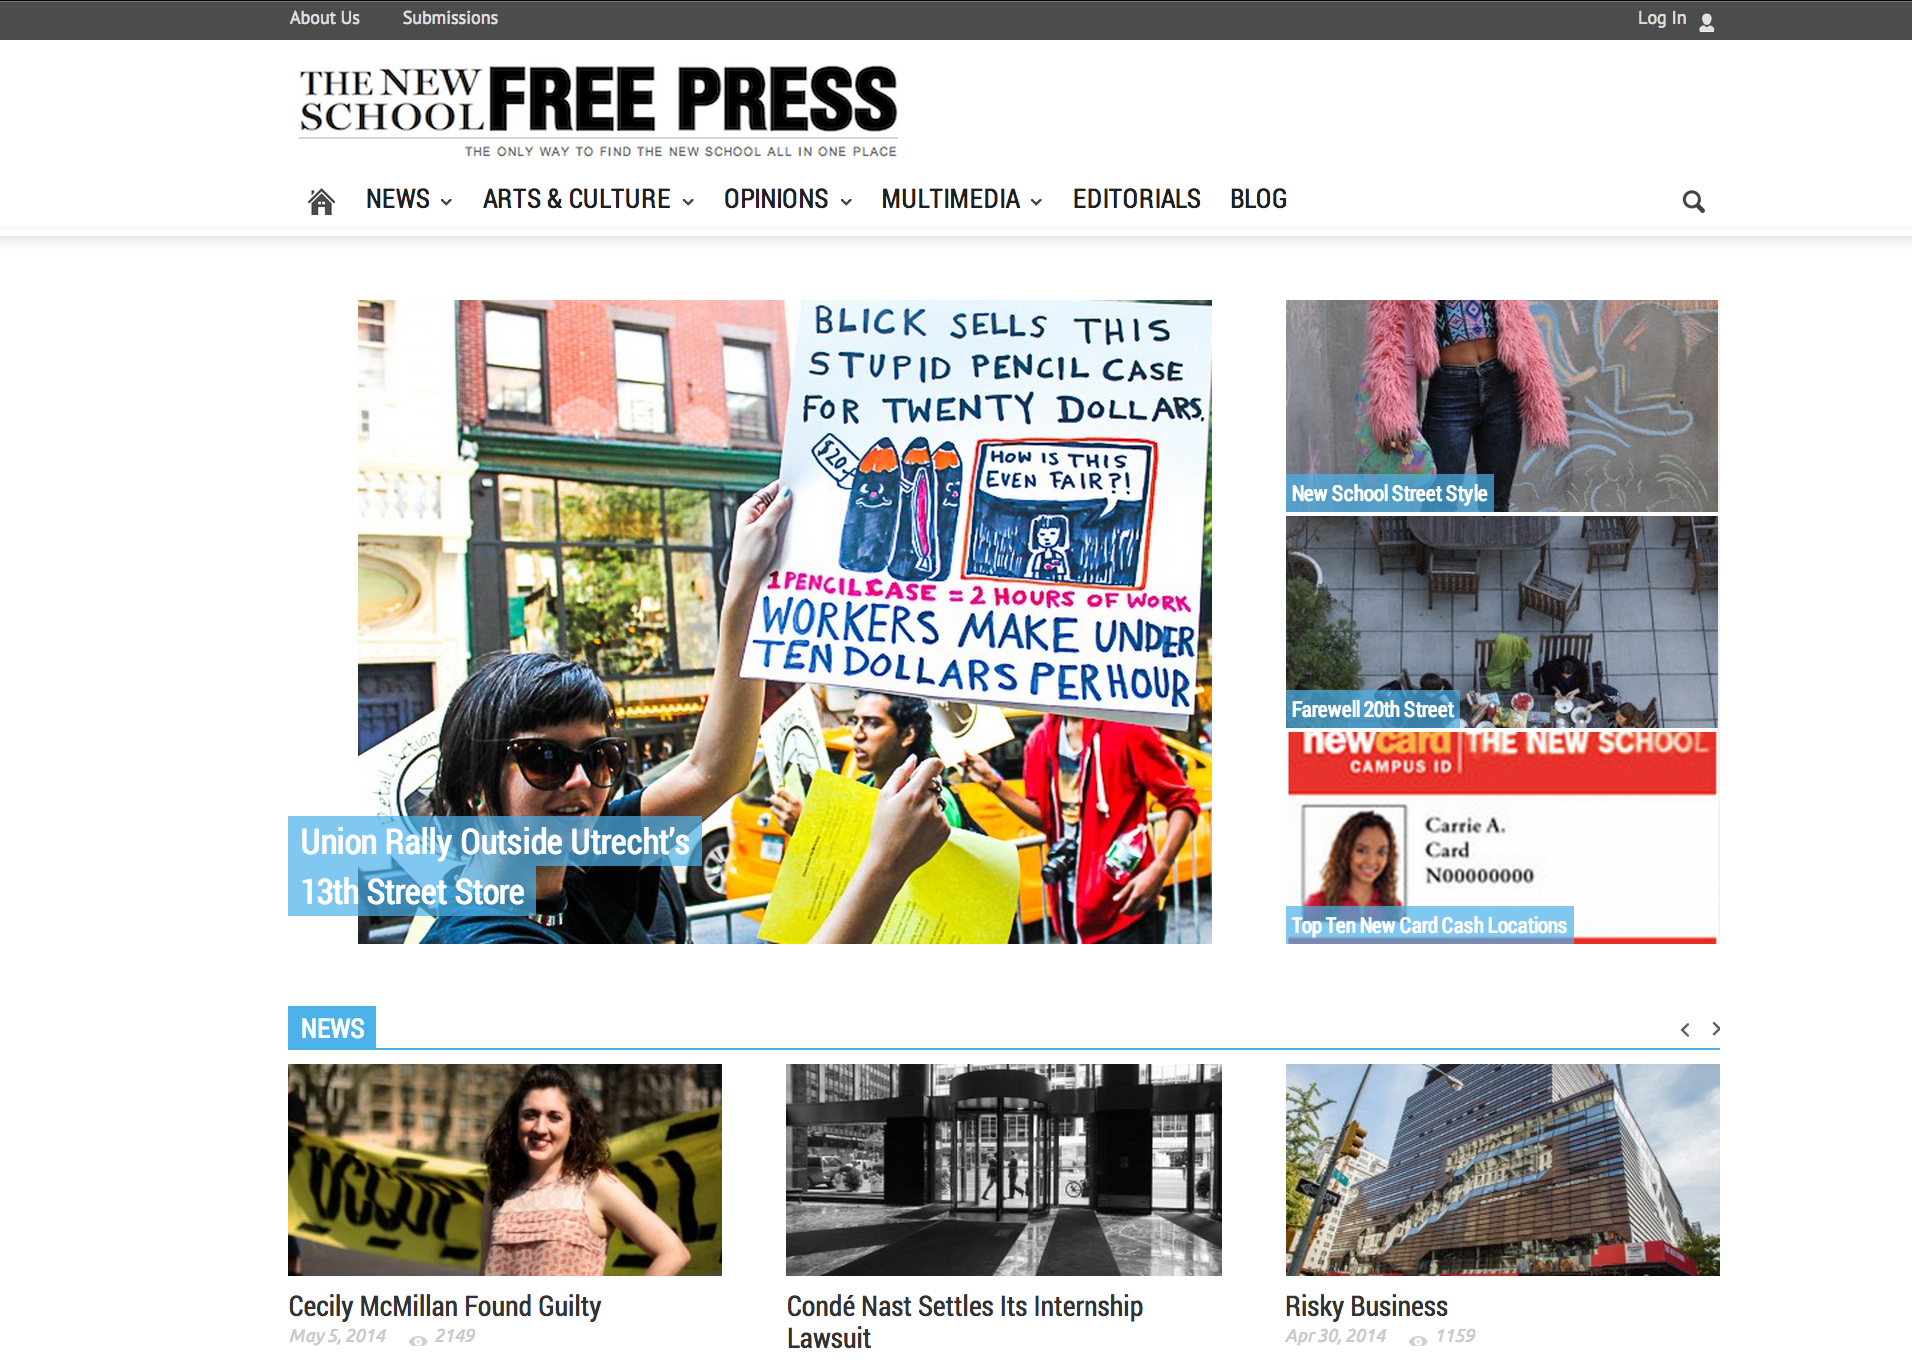 About Us Submissions Log In
THE NEW SCHOOL FREE PRESS
THE ONLY WAY TO FIND THE NEW SCHOOL ALL IN ONE PLACE
NEWS ARTS & CULTURE OPINIONS MULTIMEDIA EDITORIALS BLOG
BLICK SELLS THIS
STUPID PENCIL CASE
FOR TWENTY DOLLARS.
$20
HOW IS THIS
EVEN FAIR?!
1 PENCIL CASE = 2 HOURS OF WORK
WORKERS MAKE UNDER
TEN DOLLARS PER HOUR
Retail Action
Union Rally Outside Utrecht's
13th Street Store
New School Street Style
Farewell 20th Street
newcard THE NEW SCHOOL
CAMPUS ID
Carrie A.
Card
N00000000
Top Ten New Card Cash Locations
NEWS
OCCUPY
Cecily McMillan Found Guilty
May 5, 2014 2149
Condé Nast Settles Its Internship
Lawsuit
Risky Business
Apr 30, 2014 1159